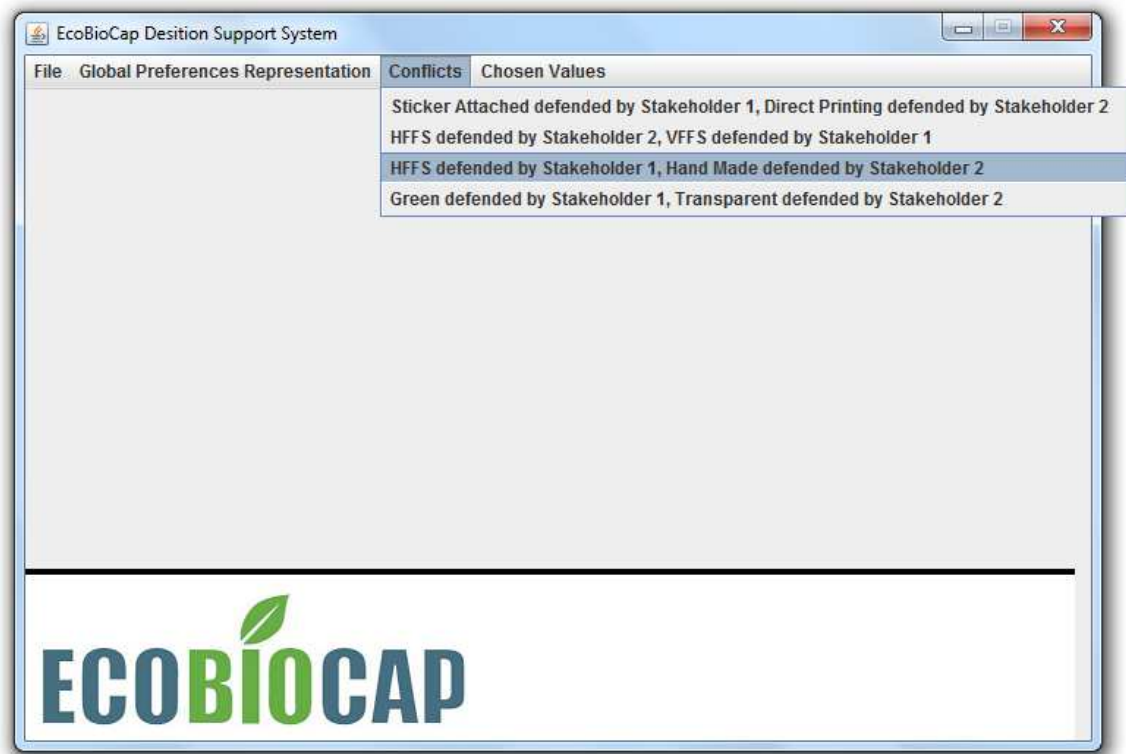 EcoBioCap Desition Support System
File Global Preferences Representation Conflicts Chosen Values
Sticker Attached defended by Stakeholder 1, Direct Printing defended by Stakeholder 2
HFFS defended by Stakeholder 2, VFFS defended by Stakeholder 1
HFFS defended by Stakeholder 1, Hand Made defended by Stakeholder 2
Green defended by Stakeholder 1, Transparent defended by Stakeholder 2
ECOBIOCAP